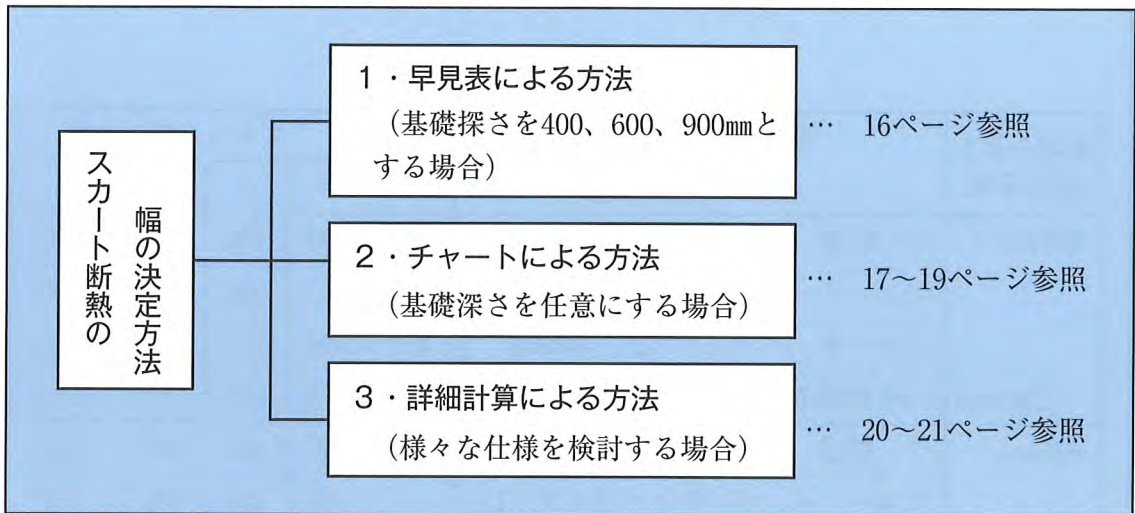 スカート断熱の
幅の決定方法
1・早見表による方法
(基礎探さを400、600、900㎜と
する場合)
… 16ページ参照
2・チャートによる方法
(基礎深さを任意にする場合)
… 17～19ページ参照
3・詳細計算による方法
(様々な仕様を検討する場合)
… 20～21ページ参照